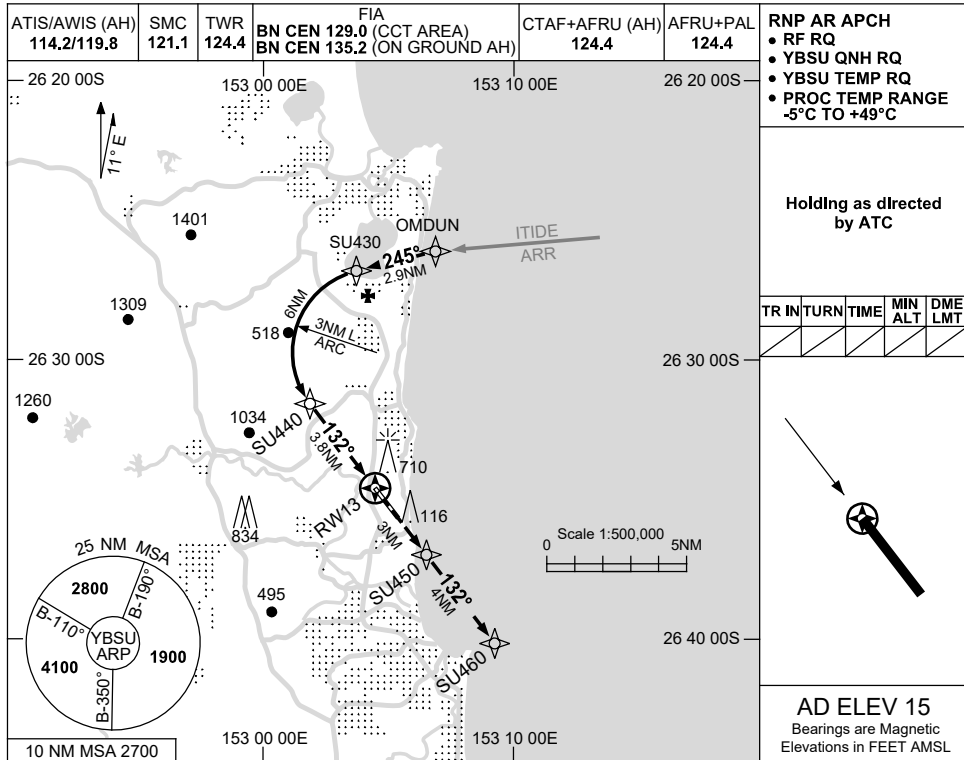 ATIS/AWIS (AH)
114.2/119.8
SMC
121.1
TWR
124.4
FIA
BN CEN 129.0 (CCT AREA)
BN CEN 135.2 (ON GROUND AH)
CTAF+AFRU (AH)
124.4
AFRU+PAL
124.4
RNP AR APCH
• RF RQ
• YBSU QNH RQ
• YBSU TEMP RQ
• PROC TEMP RANGE
-5°C TO +49°C
26 20 00S
153 00 00E
153 10 00E
26 20 00S
11° E
Holding as directed
by ATC
1401
SU430
OMDUN
ITIDE
ARR
245°
2.9NM
1309
6NM
518
3NM L
ARC
TR IN
TURN
TIME
MIN
ALT
DME
LMT
26 30 00S
26 30 00S
1260
1034
SU440
132°
3.8NM
710
RW13
834
116
3NM
Scale 1:500,000
0
5NM
SU450
132°
4NM
495
25 NM MSA
2800
B-190°
B-110°
YBSU
ARP
1900
4100
B-350°
SU460
26 40 00S
10 NM MSA 2700
153 00 00E
153 10 00E
AD ELEV 15
Bearings are Magnetic
Elevations in FEET AMSL